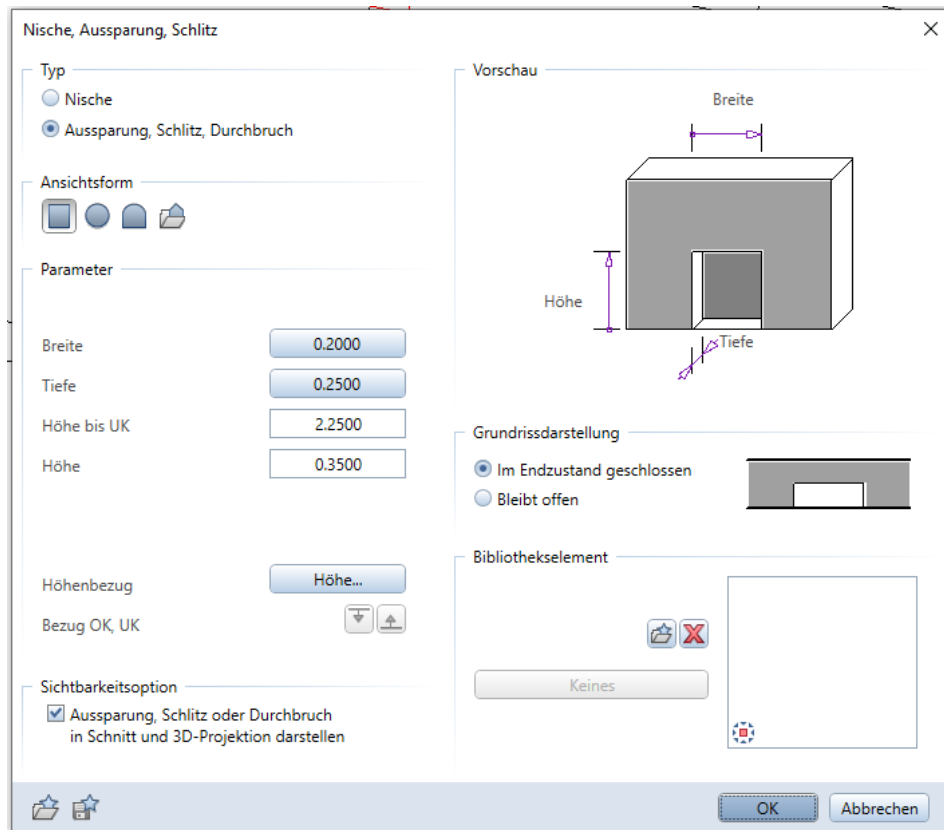 Nische, Aussparung, Schlitz
Typ
Nische
Aussparung, Schlitz, Durchbruch
Ansichtsform
Parameter
Breite 0.2000
Tiefe 0.2500
Höhe bis UK 2.2500
Höhe 0.3500
Höhenbezug Höhe...
Bezug OK, UK
Sichtbarkeitsoption
Aussparung, Schlitz oder Durchbruch
in Schnitt und 3D-Projektion darstellen
Vorschau
Breite
Höhe
Tiefe
Grundrissdarstellung
Im Endzustand geschlossen
Bleibt offen
Bibliothekselement
Keines
OK Abbrechen